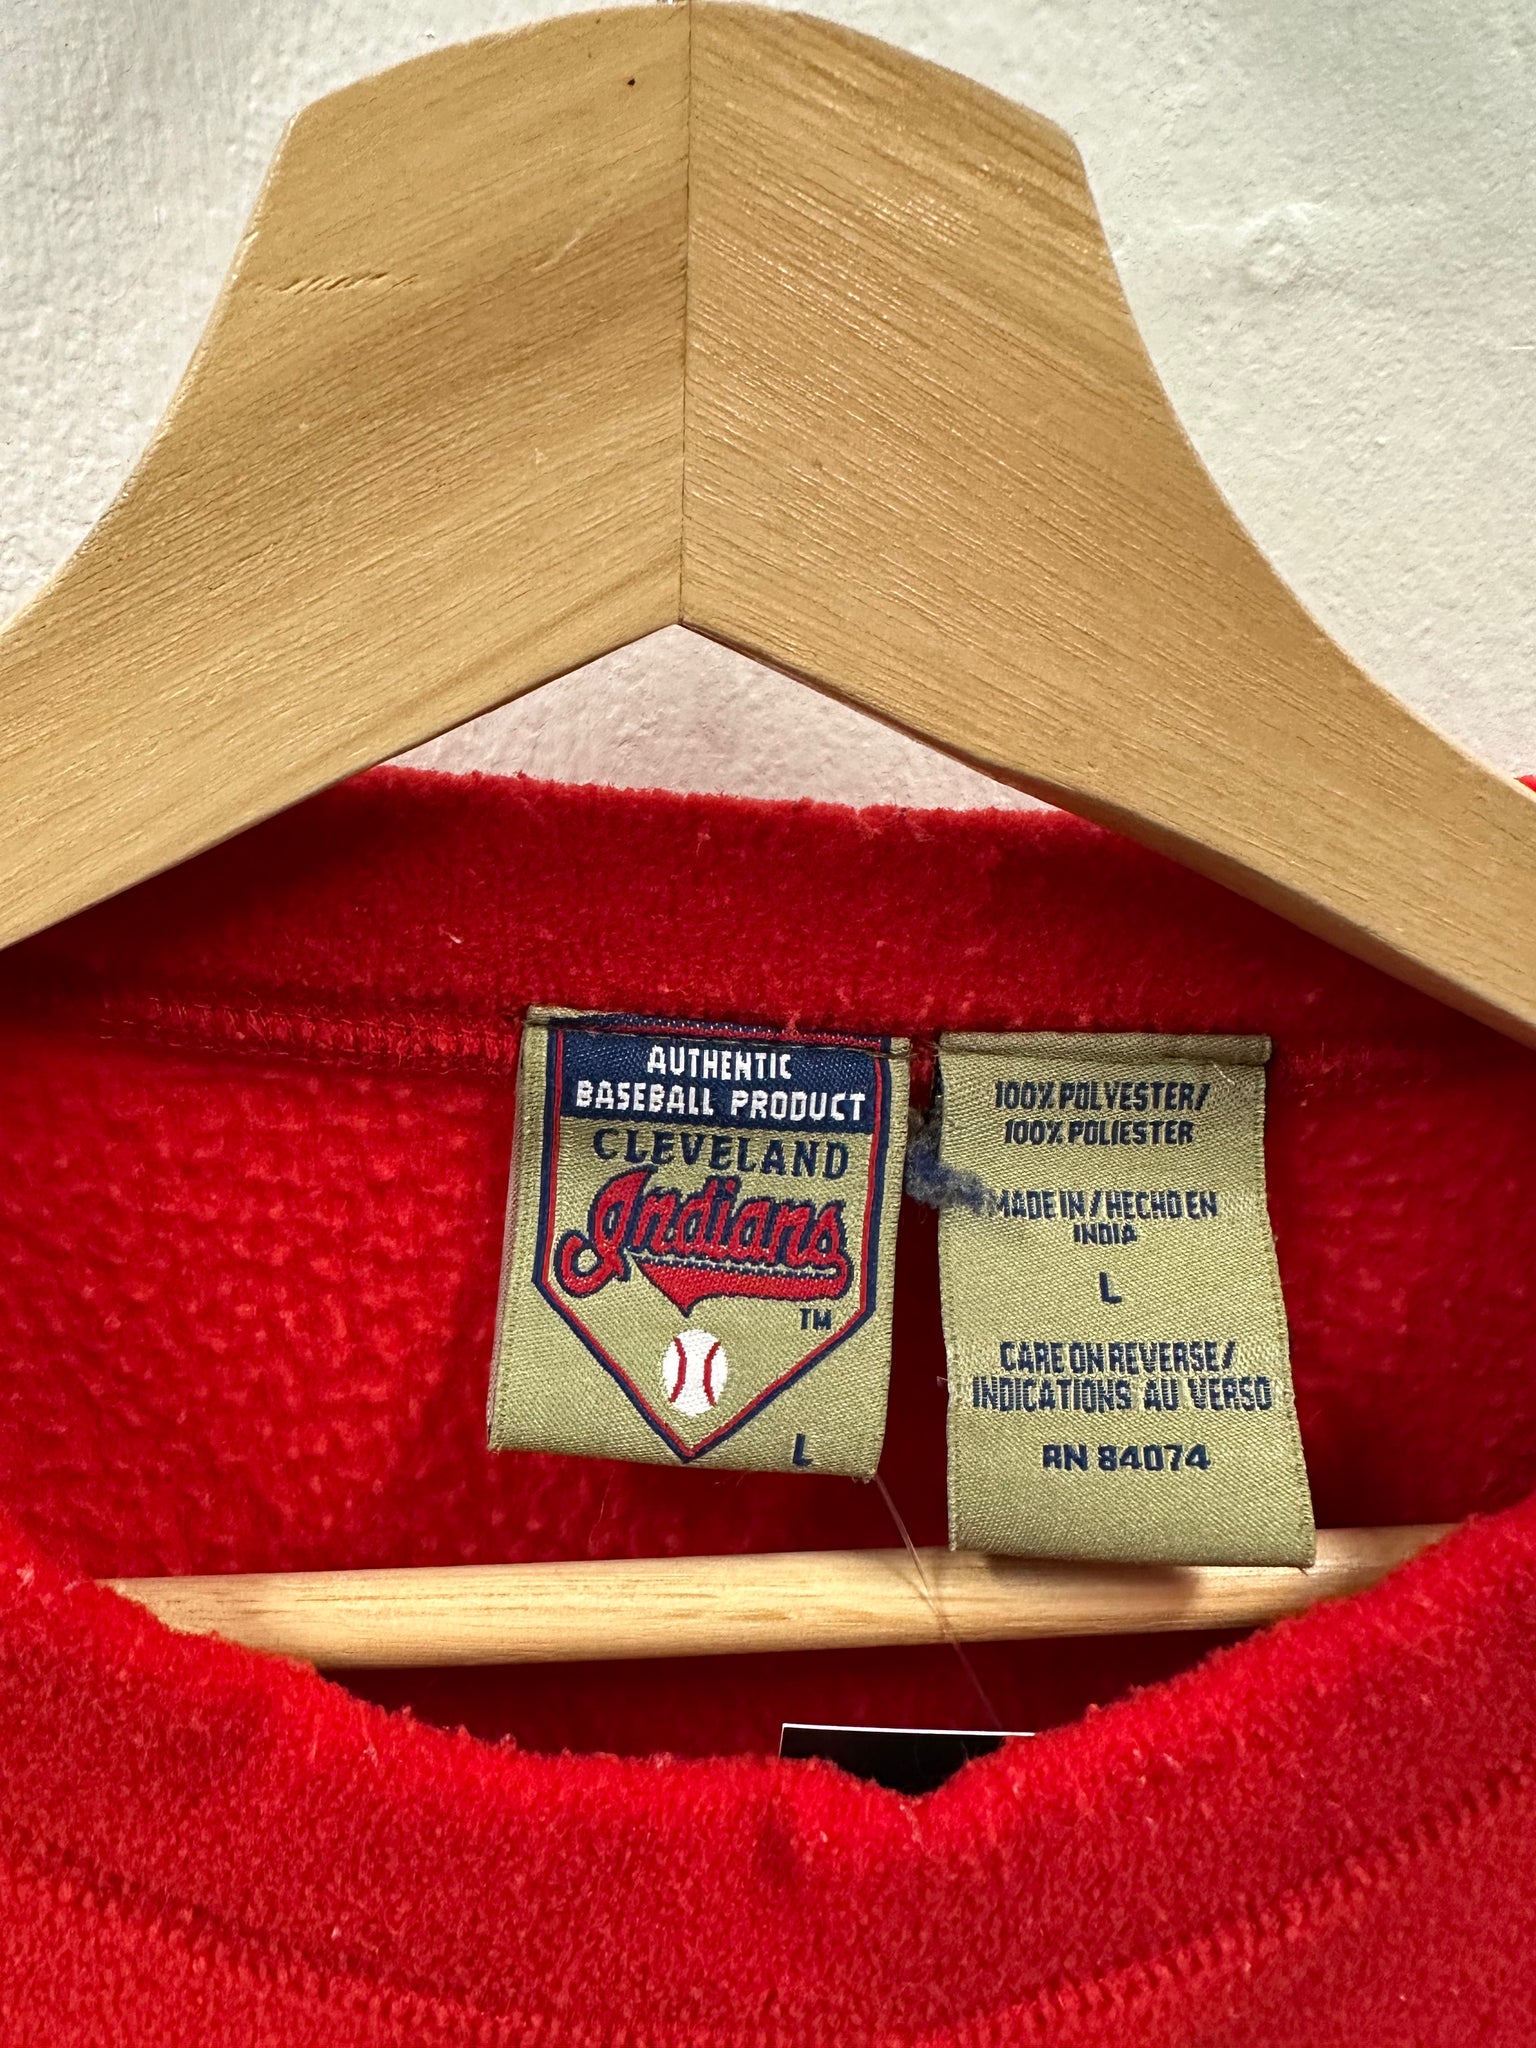 AUTHENTIC
BASEBALL PRODUCT
CLEVELAND
Indians
TM
L
100% POLYESTER/
100% POLIESTER
MADE IN / HECHO EN
INDIA
L
CARE ON REVERSE/
INDICATIONS AU VERSO
RN 84074